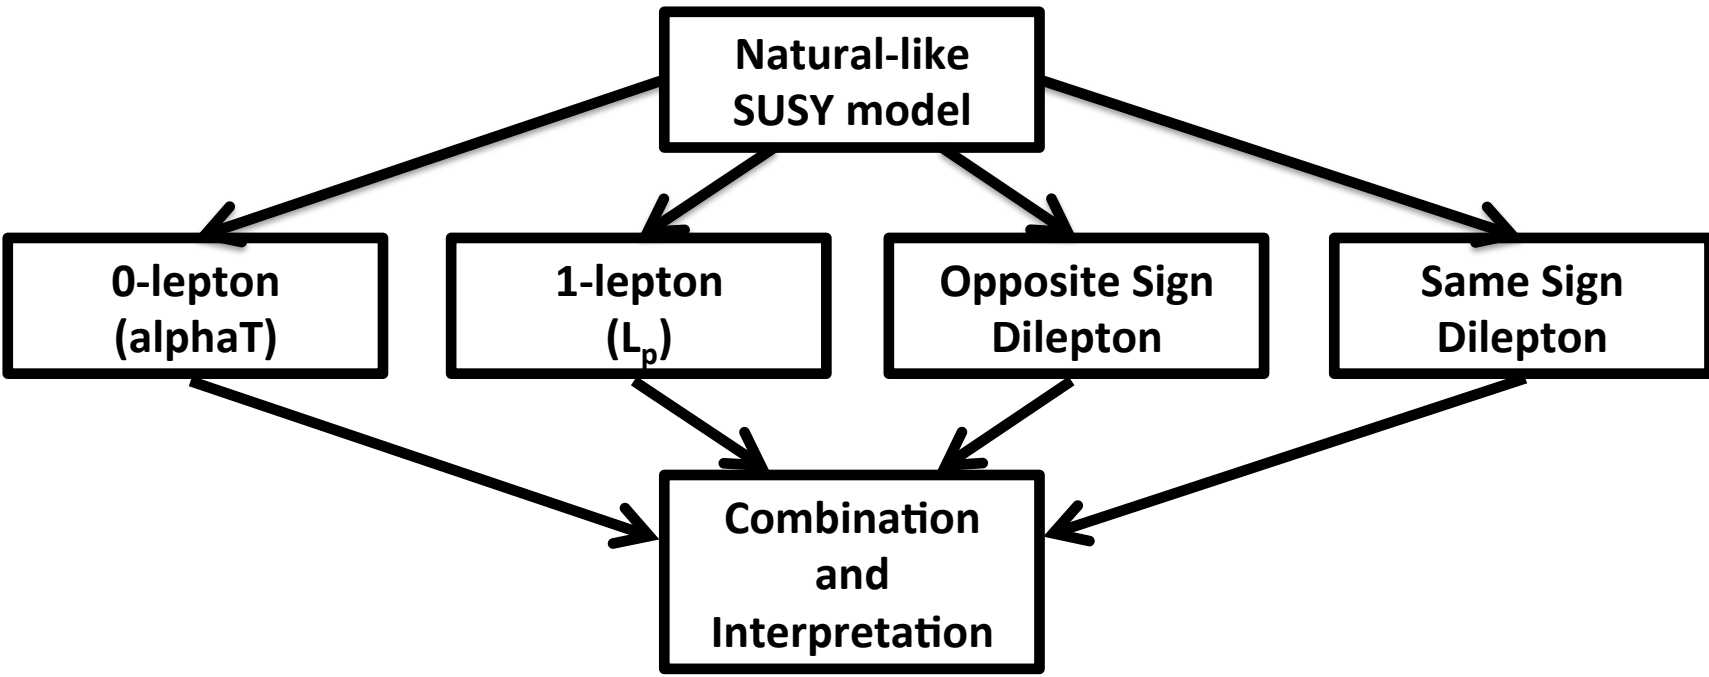 Natural-like
SUSY model
0-lepton
(alphaT)
1-lepton
(Lp)
Opposite Sign
Dilepton
Same Sign
Dilepton
Combination
and
Interpretation